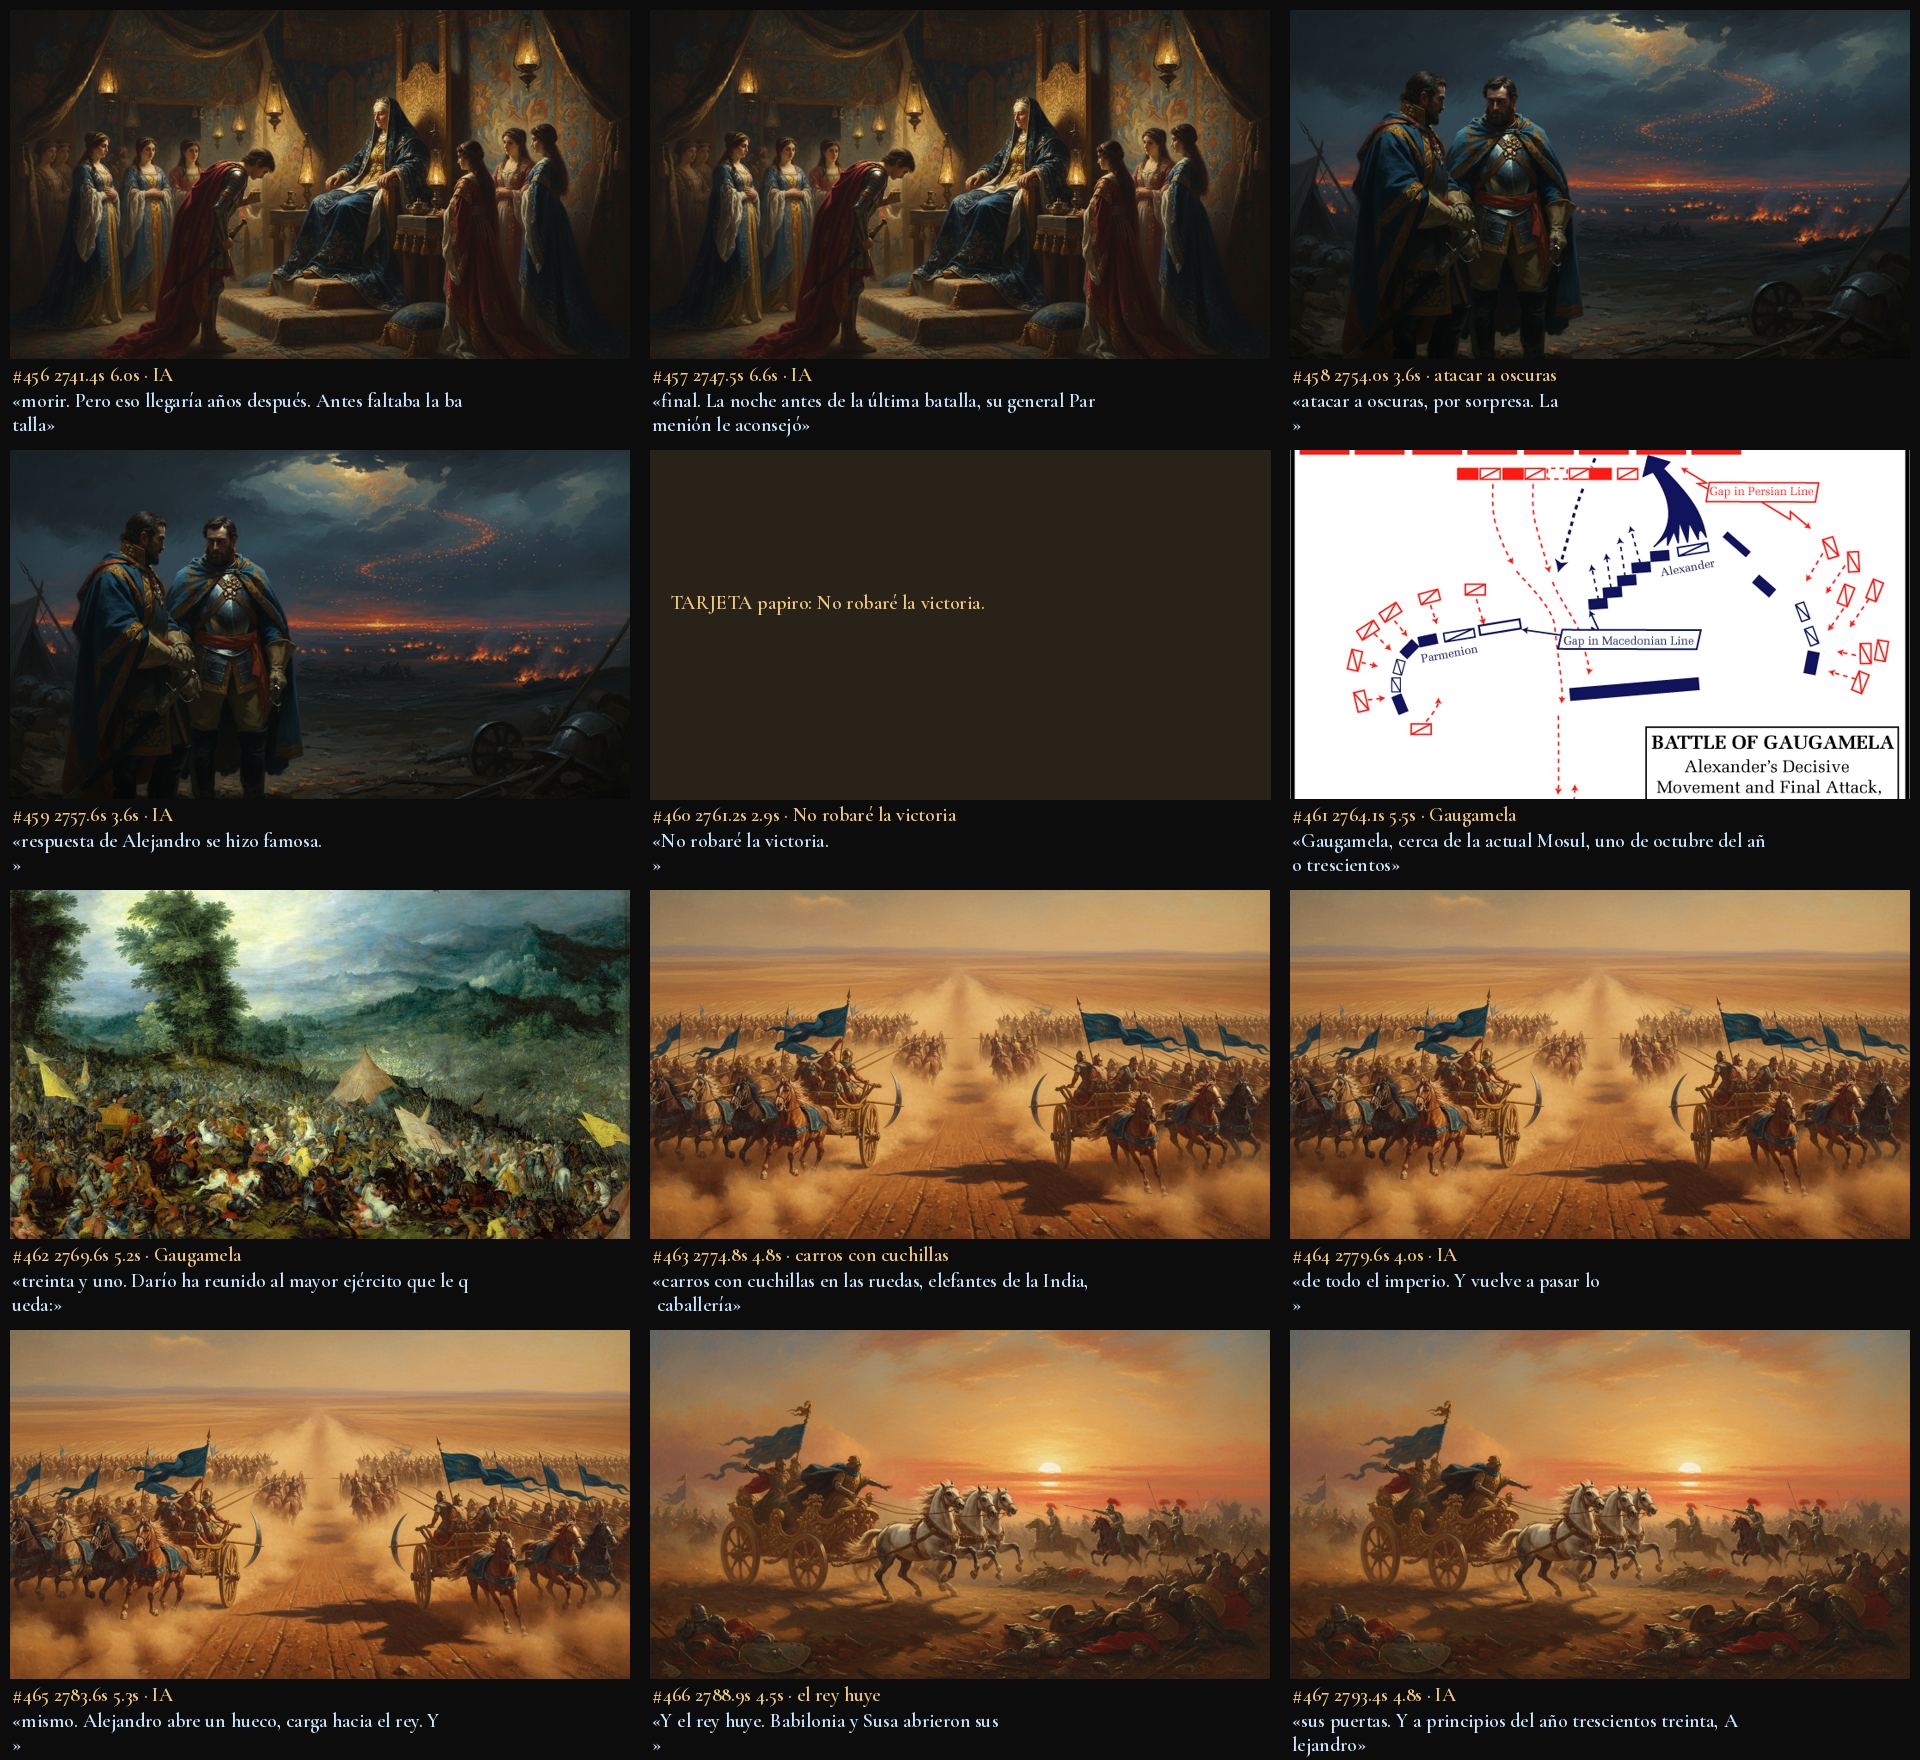 #456 2741.4s 6.0s · IA
«morir. Pero eso llegaría años después. Antes faltaba la ba
talla»
#457 2747.5s 6.6s · IA
«final. La noche antes de la última batalla, su general Par
menión le aconsejó»
#458 2754.0s 3.6s · atacar a oscuras
«atacar a oscuras, por sorpresa. La
»
#459 2757.6s 3.6s · IA
«respuesta de Alejandro se hizo famosa.
»
TARJETA papiro: No robaré la victoria.
#460 2761.2s 2.9s · No robaré la victoria
«No robaré la victoria.
»
Gap in Persian Line
Alexander
Gap in Macedonian Line
Parmenion
BATTLE OF GAUGAMELA
Alexander's Decisive
Movement and Final Attack,
#461 2764.1s 5.5s · Gaugamela
«Gaugamela, cerca de la actual Mosul, uno de octubre del añ
o trescientos»
#462 2769.6s 5.2s · Gaugamela
«treinta y uno. Darío ha reunido al mayor ejército que le q
ueda:»
#463 2774.8s 4.8s · carros con cuchillas
«carros con cuchillas en las ruedas, elefantes de la India,
caballería»
#464 2779.6s 4.0s · IA
«de todo el imperio. Y vuelve a pasar lo
»
#465 2783.6s 5.3s · IA
«mismo. Alejandro abre un hueco, carga hacia el rey. Y
»
#466 2788.9s 4.5s · el rey huye
«Y el rey huye. Babilonia y Susa abrieron sus
»
#467 2793.4s 4.8s · IA
«sus puertas. Y a principios del año trescientos treinta, A
lejandro»